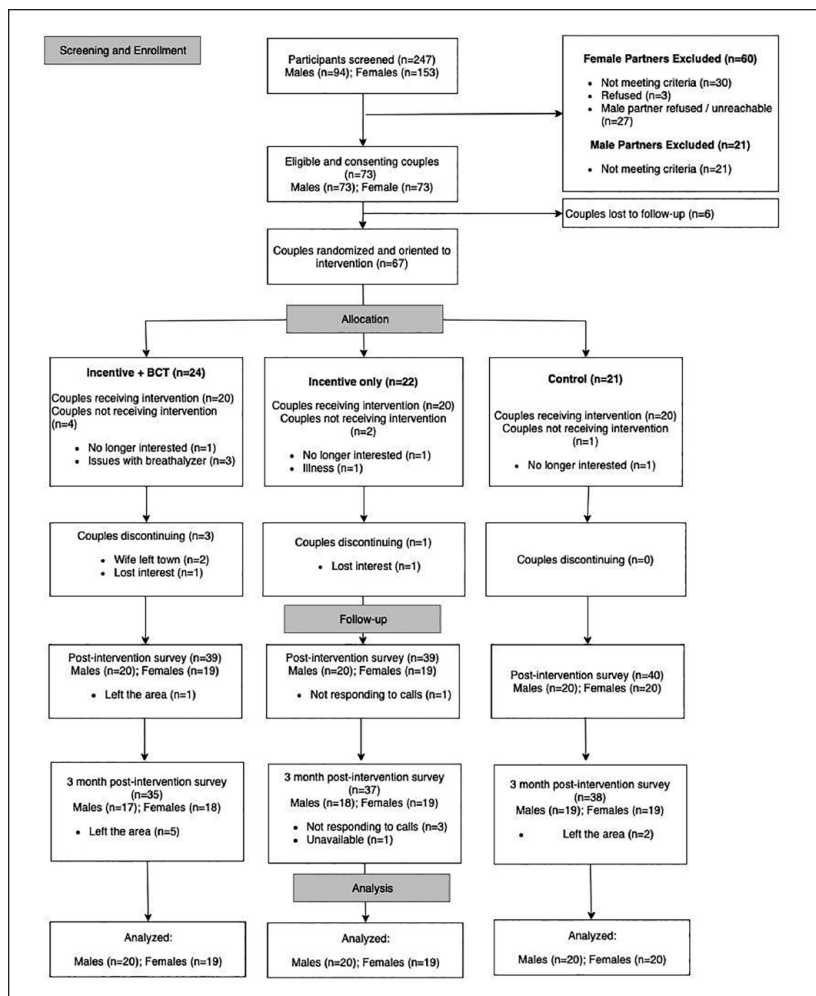 Screening and Enrollment
Participants screened (n=247)
Males (n=94); Females (n=153)
Female Partners Excluded (n=60)
• Not meeting criteria (n=30)
• Refused (n=3)
• Male partner refused / unreachable
(n=27)
Male Partners Excluded (n=21)
• Not meeting criteria (n=21)
Eligible and consenting couples
(n=73)
Males (n=73); Female (n=73)
Couples lost to follow-up (n=6)
Couples randomized and oriented to
intervention (n=67)
Allocation
Incentive + BCT (n=24)
Couples receiving intervention (n=20)
Couples not receiving intervention
(n=4)
• No longer interested (n=1)
• Issues with breathalyzer (n=3)
Incentive only (n=22)
Couples receiving intervention (n=20)
Couples not receiving intervention
(n=2)
• No longer interested (n=1)
• Illness (n=1)
Control (n=21)
Couples receiving intervention (n=20)
Couples not receiving intervention
(n=1)
• No longer interested (n=1)
Couples discontinuing (n=3)
• Wife left town (n=2)
• Lost interest (n=1)
Couples discontinuing (n=1)
• Lost interest (n=1)
Couples discontinuing (n=0)
Follow-up
Post-intervention survey (n=39)
Males (n=20); Females (n=19)
• Left the area (n=1)
Post-intervention survey (n=39)
Males (n=20); Females (n=19)
• Not responding to calls (n=1)
Post-intervention survey (n=40)
Males (n=20); Females (n=20)
3 month post-intervention survey
(n=35)
Males (n=17); Females (n=18)
• Left the area (n=5)
3 month post-intervention survey
(n=37)
Males (n=18); Females (n=19)
• Not responding to calls (n=3)
• Unavailable (n=1)
3 month post-intervention survey
(n=38)
Males (n=19); Females (n=19)
• Left the area (n=2)
Analysis
Analyzed:
Males (n=20); Females (n=19)
Analyzed:
Males (n=20); Females (n=19)
Analyzed:
Males (n=20); Females (n=20)